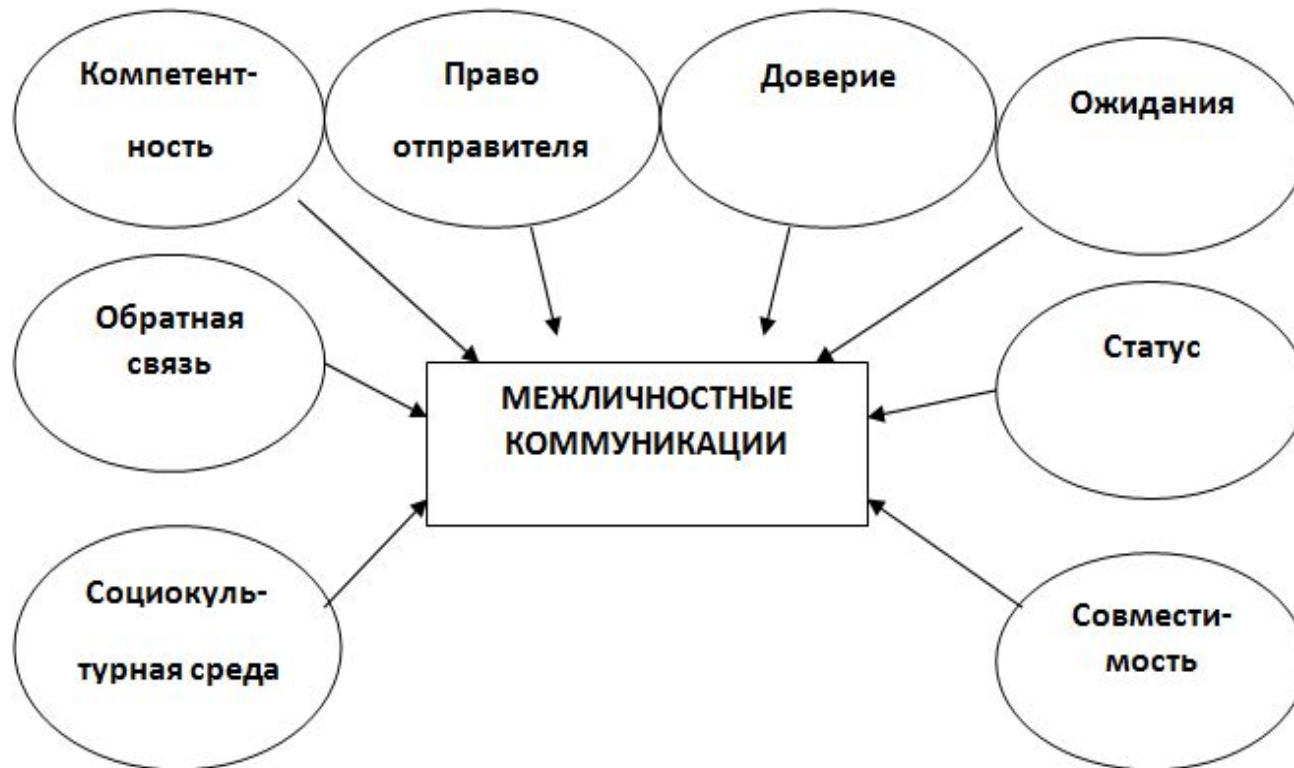 Компетент-
ность
Право
отправителя
Доверие
Ожидания
Обратная
связь
МЕЖЛИЧНОСТНЫЕ
КОММУНИКАЦИИ
Статус
Социокуль-
турная среда
Совмести-
мость